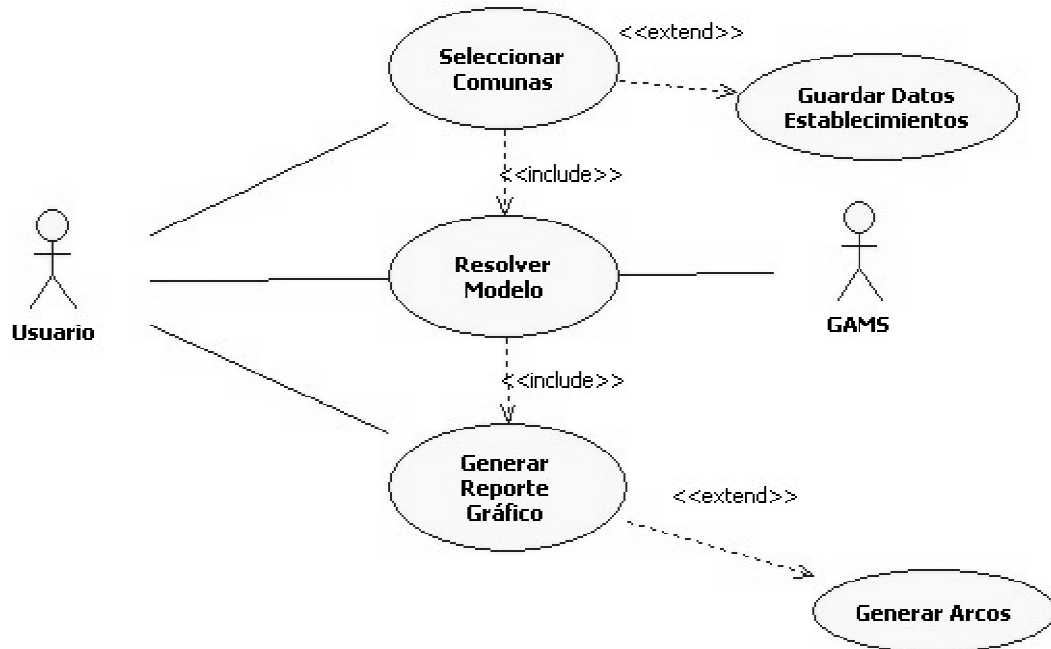 Seleccionar
Comunas
<<extend>>
Guardar Datos
Establecimientos
<<include>>
Usuario
Resolver
Modelo
GAMS
<<include>>
Generar
Reporte
Gráfico
<<extend>>
Generar Arcos